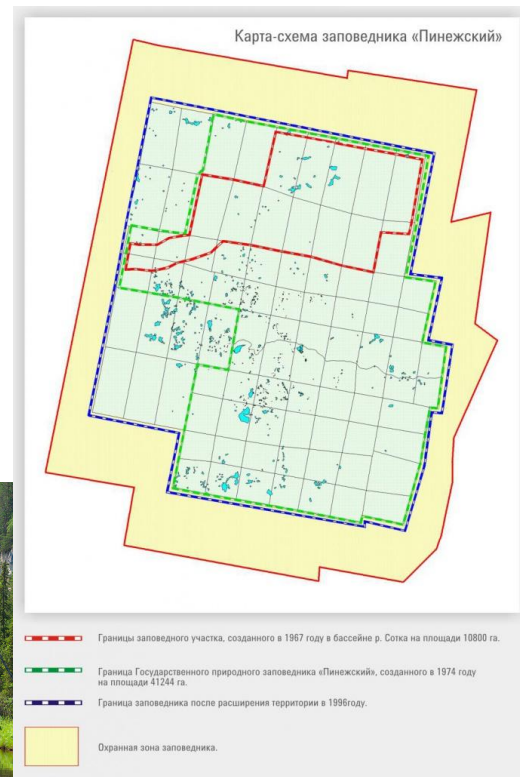 Карта-схема заповедника «Пинежский»
Границы заповедного участка, созданного в 1967 году в бассейне р. Сотка на площади 10800 га.
Граница Государственного природного заповедника «Пинежский», созданного в 1974 году
на площади 41244 га.
Граница заповедника после расширения территории в 1996году.
Охранная зона заповедника.